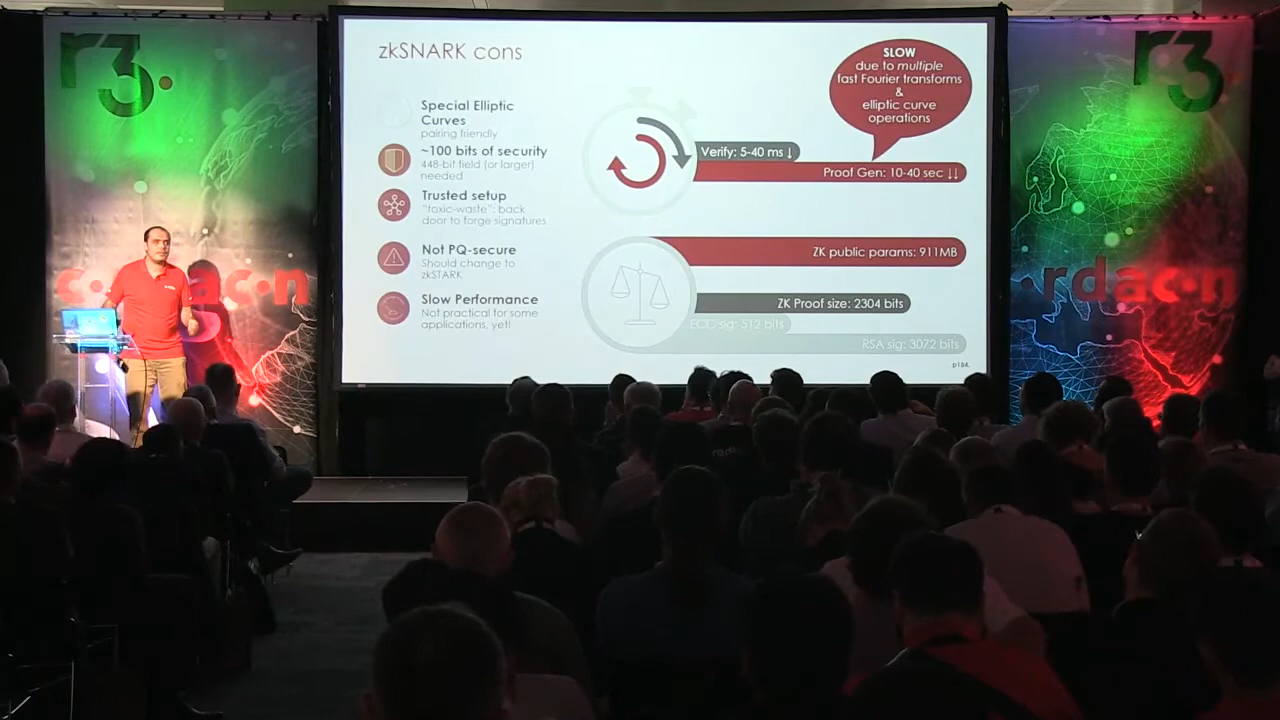 r3.
zkSNARK cons
Special Elliptic
Curves
pairing friendly
~100 bits of security
448-bit field (or larger)
needed
Trusted setup
"toxic-waste": back
door to forge signatures
Not PQ-secure
Should change to
zkSTARK
Slow Performance
Not practical for some
applications, yet!
SLOW
due to multiple
fast Fourier transforms
&
elliptic curve
operations
Verify: 5-40 ms ↓
Proof Gen: 10-40 sec ↓↓
ZK public params: 911MB
ZK Proof size: 2304 bits
ECC sig: 512 bits
RSA sig: 3072 bits
r3.
rdacon